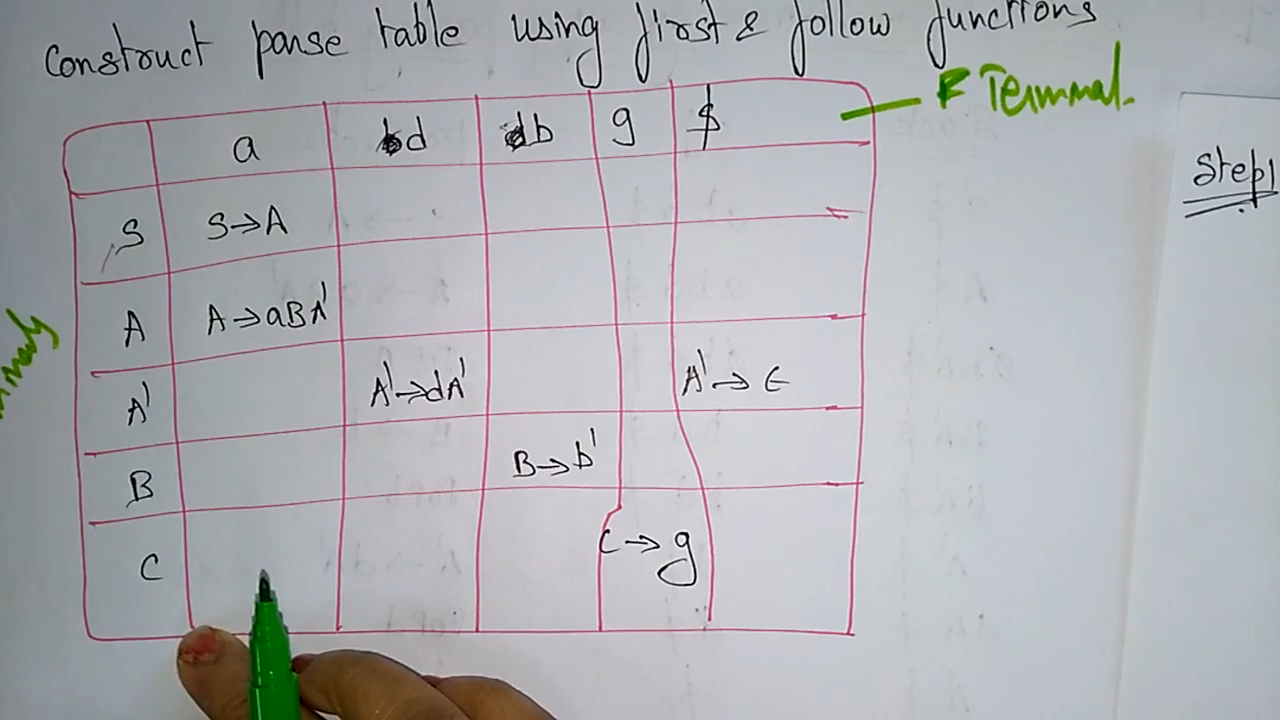 Construct parse table using first & follow functions
Terminal.
a d b g $
Step1
S S→A
A A→aBA'
A' A'→dA' A'→ε
B B→b'
C C→g